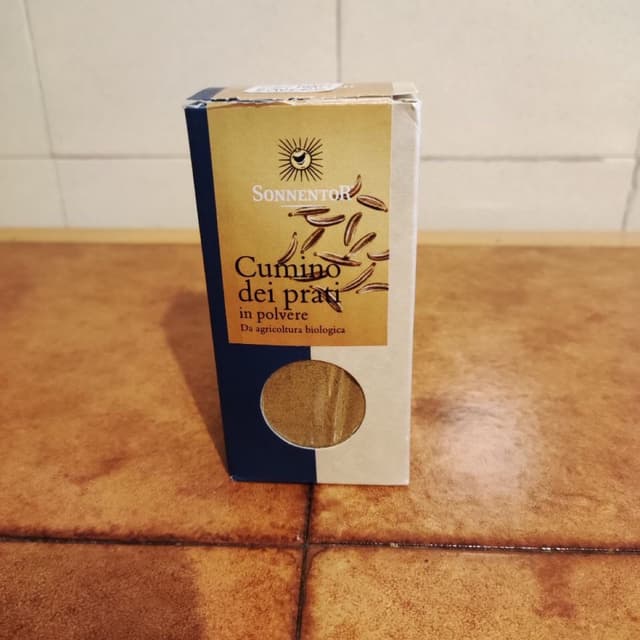 SONNENTOR
Cumino
dei prati
in polvere
Da agricoltura biologica